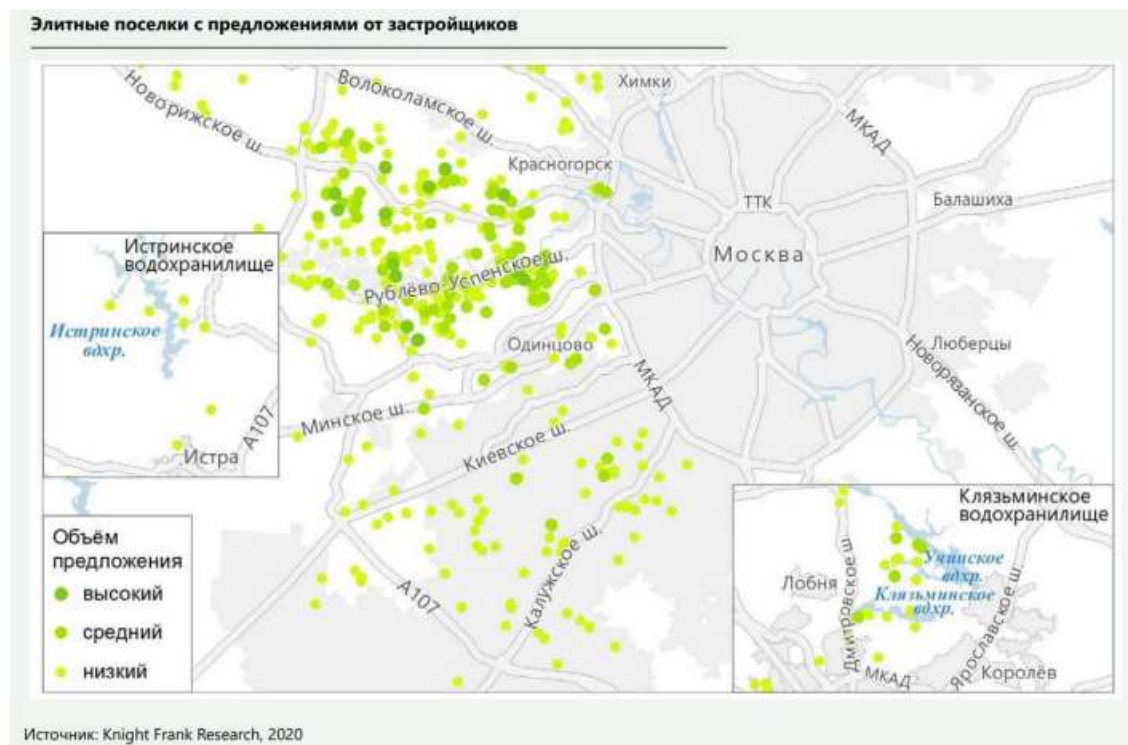 Элитные поселки с предложениями от застройщиков
Новорижское ш.
Волоколамское ш.
Химки
МКАД
Красногорск
ТТК
Балашиха
Москва
Истринское
водохранилище
Рублёво-Успенское ш.
Истринское
вдхр.
Одинцово
МКАД
Люберцы
Новорязанское ш.
А107
Минское ш.
Киевское ш.
Истра
Объём
предложения
высокий
средний
низкий
А107
Калужское ш.
Клязьминское
водохранилище
Учинское
вдхр.
Лобня
Клязьминское
вдхр.
Дмитровское ш.
Ярославское ш.
МКАД
Королёв
Источник: Knight Frank Research, 2020